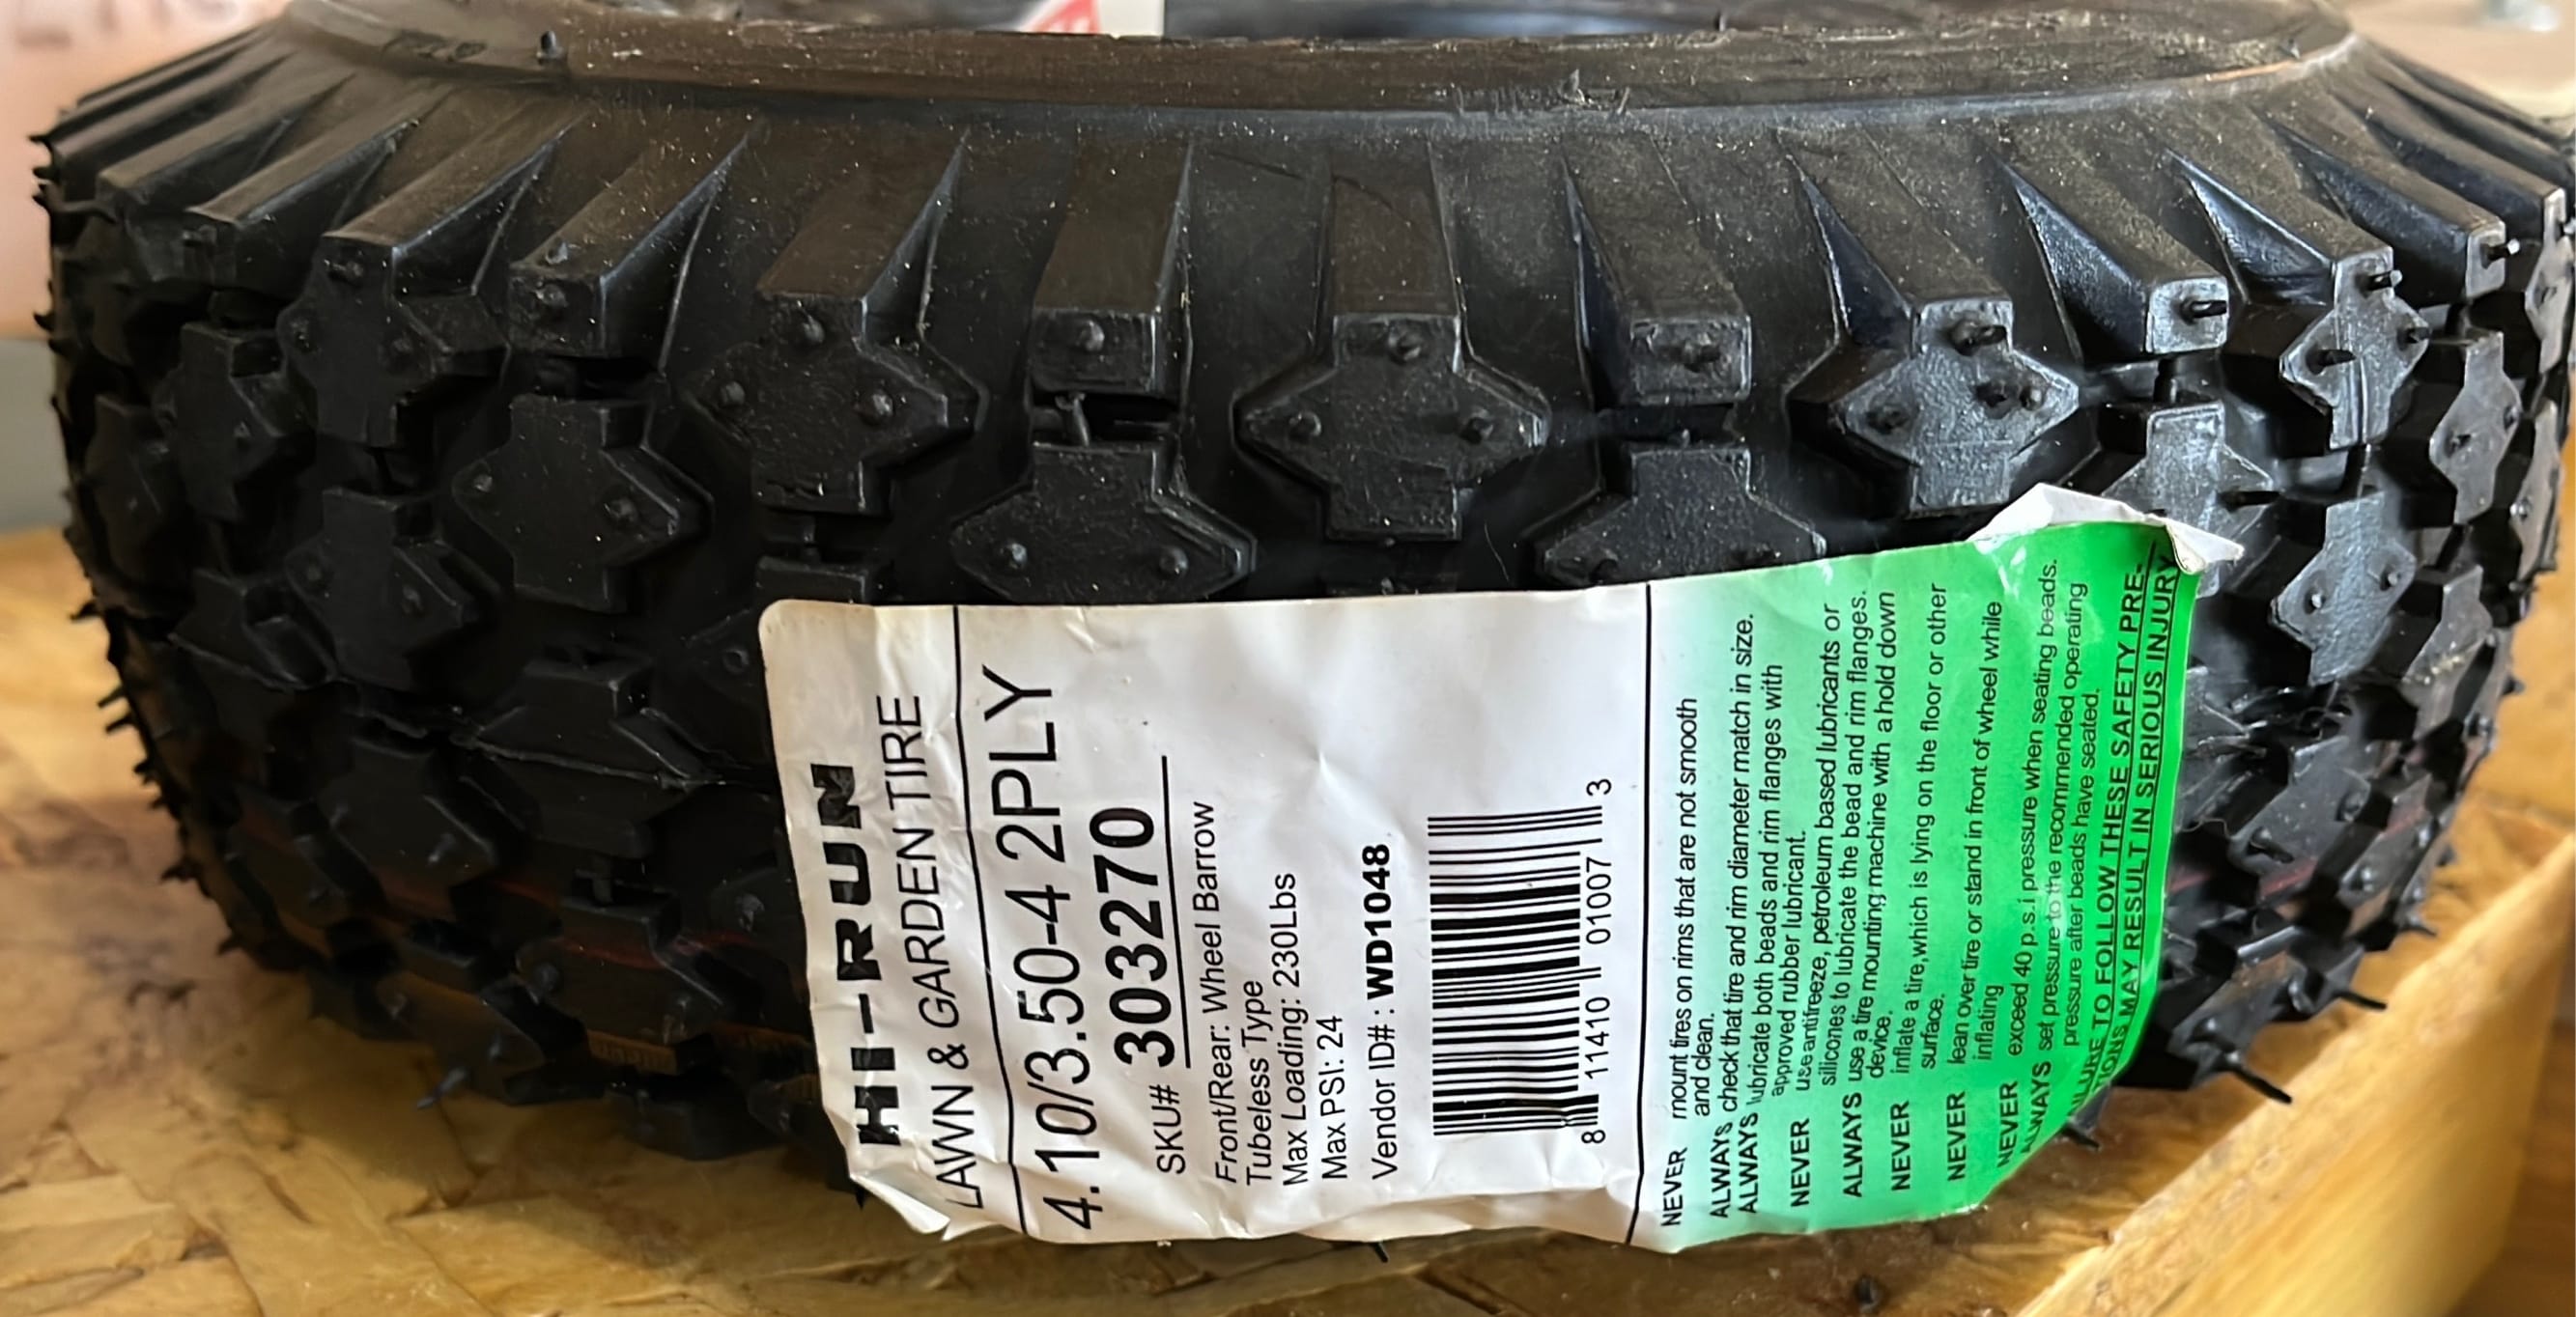 HI-RUN
LAWN & GARDEN TIRE
4.10/3.50-4 2PLY
SKU# 303270
Front/Rear: Wheel Barrow
Tubeless Type
Max Loading: 230Lbs
Max PSI: 24
Vendor ID# : WD1048
8 11410 01007 3
NEVER mount tires on rims that are not smooth
and clean.
ALWAYS check that tire and rim diameter match in size.
ALWAYS lubricate both beads and rim flanges with
approved rubber lubricant.
NEVER use antifreeze, petroleum based lubricants or
silicones to lubricate the bead and rim flanges.
ALWAYS use a tire mounting machine with a hold down
device.
NEVER inflate a tire,which is lying on the floor or other
surface.
NEVER lean over tire or stand in front of wheel while
inflating
NEVER exceed 40 p.s.i pressure when seating beads.
ALWAYS set pressure to the recommended operating
pressure after beads have seated.
AILURE TO FOLLOW THESE SAFETY PRE-
TIONS MAY RESULT IN SERIOUS INJURY